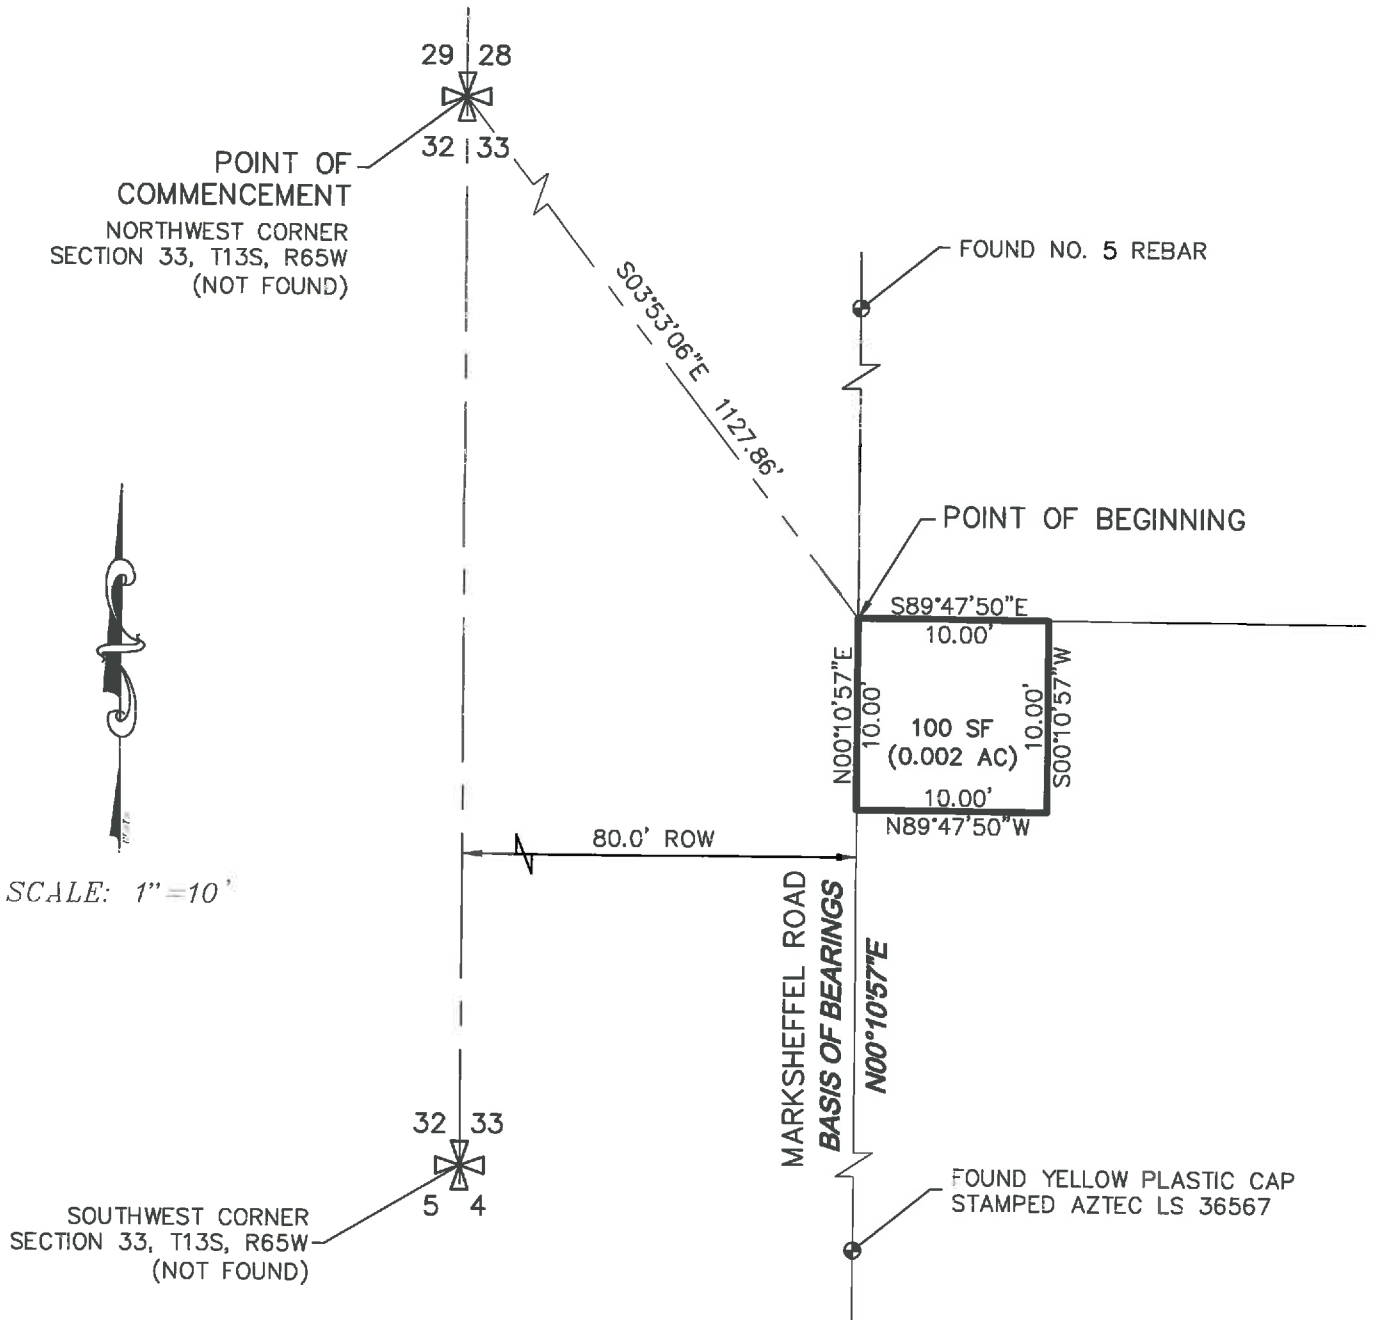 29 28
32 33
POINT OF
COMMENCEMENT
NORTHWEST CORNER
SECTION 33, T13S, R65W
(NOT FOUND)
S03°53'06"E 1127.86'
FOUND NO. 5 REBAR
POINT OF BEGINNING
S89°47'50"E
10.00'
N00°10'57"E
10.00'
100 SF
(0.002 AC)
10.00'
S00°10'57"W
10.00'
N89°47'50"W
80.0' ROW
SCALE: 1"=10'
MARKSHEFFEL ROAD
BASIS OF BEARINGS
N00°10'57"E
32 33
5 4
SOUTHWEST CORNER
SECTION 33, T13S, R65W
(NOT FOUND)
FOUND YELLOW PLASTIC CAP
STAMPED AZTEC LS 36567